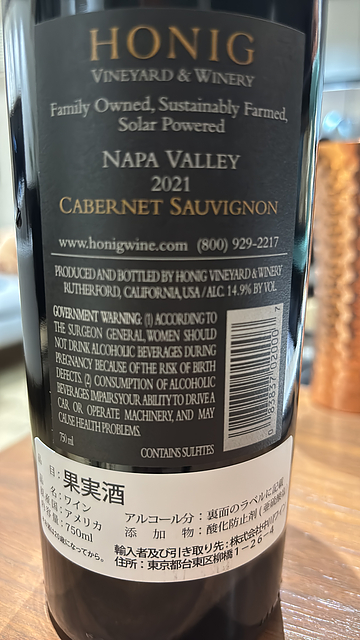 HONIG
VINEYARD & WINERY
Family Owned, Sustainably Farmed,
Solar Powered
NAPA VALLEY
2021
CABERNET SAUVIGNON
www.honigwine.com (800) 929-2217
PRODUCED AND BOTTLED BY HONIG VINEYARD & WINERY
RUTHERFORD, CALIFORNIA, USA / ALC. 14.9% BY VOL.
GOVERNMENT WARNING: (1) ACCORDING TO
THE SURGEON GENERAL, WOMEN SHOULD
NOT DRINK ALCOHOLIC BEVERAGES DURING
PREGNANCY BECAUSE OF THE RISK OF BIRTH
DEFECTS. (2) CONSUMPTION OF ALCOHOLIC
BEVERAGES IMPAIRS YOUR ABILITY TO DRIVE A
CAR OR OPERATE MACHINERY, AND MAY
CAUSE HEALTH PROBLEMS.
750 ml
CONTAINS SULFITES
目：果実酒
名：ワイン
アメリカ
750ml
アルコール分：裏面のラベルに記載
添加物：酸化防止剤
輸入者及び引き取り先：株式会社中川ワイン
住所：東京都台東区柳橋1-26-4